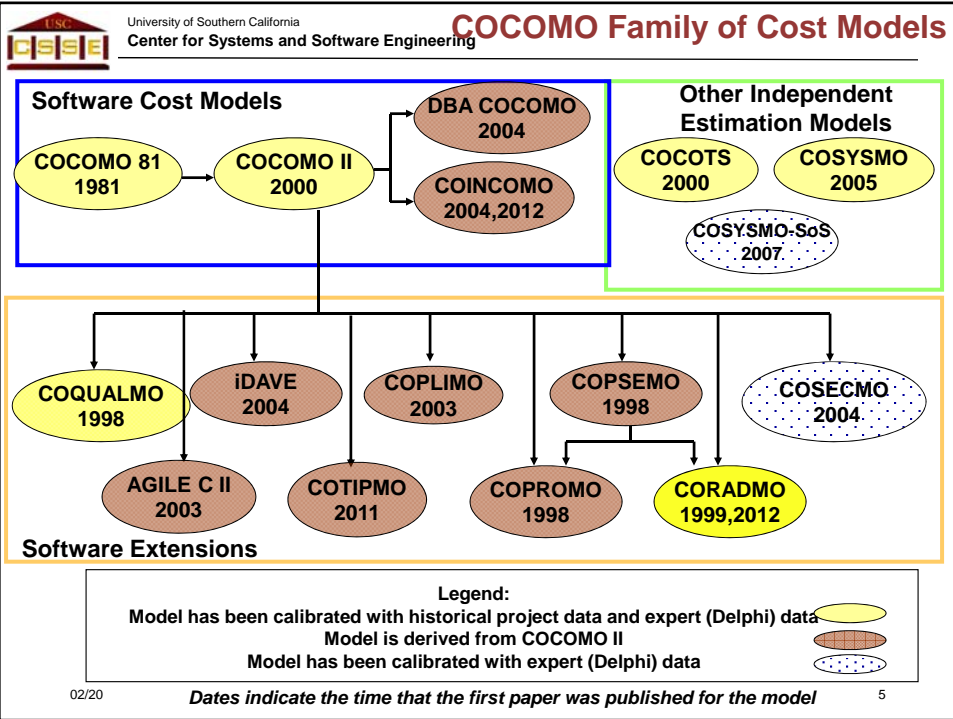 USC
CSSE
University of Southern California
Center for Systems and Software Engineering
COCOMO Family of Cost Models
Software Cost Models
COCOMO 81
1981
COCOMO II
2000
DBA COCOMO
2004
COINCOMO
2004,2012
Other Independent
Estimation Models
COCOTS
2000
COSYSMO
2005
COSYSMO-SoS
2007
COQUALMO
1998
iDAVE
2004
COPLIMO
2003
COPSEMO
1998
COSECMO
2004
AGILE C II
2003
COTIPMO
2011
COPROMO
1998
CORADMO
1999,2012
Software Extensions
Legend:
Model has been calibrated with historical project data and expert (Delphi) data
Model is derived from COCOMO II
Model has been calibrated with expert (Delphi) data
02/20
Dates indicate the time that the first paper was published for the model
5